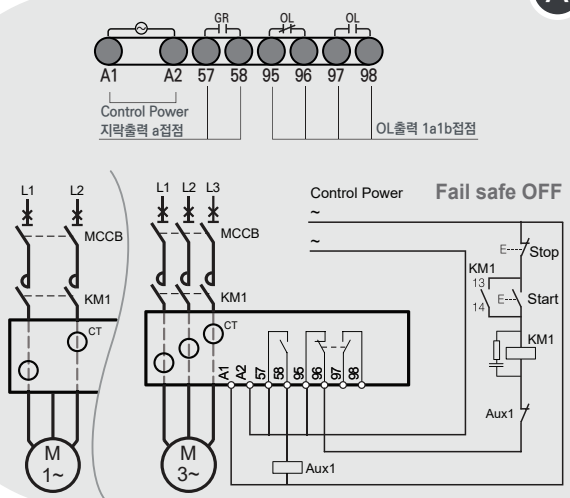 GR OL OL
A1 A2 57 58 95 96 97 98
Control Power
지락출력 a접점
OL출력 1a1b접점
L1 L2
MCCB
KM1
CT
M
1~
L1 L2 L3
MCCB
KM1
CT
A1 A2 57 58 95 96 97 98
M
3~
Aux1
Control Power
~
~
Fail safe OFF
E Stop
KM1
13
14
E Start
KM1
Aux1